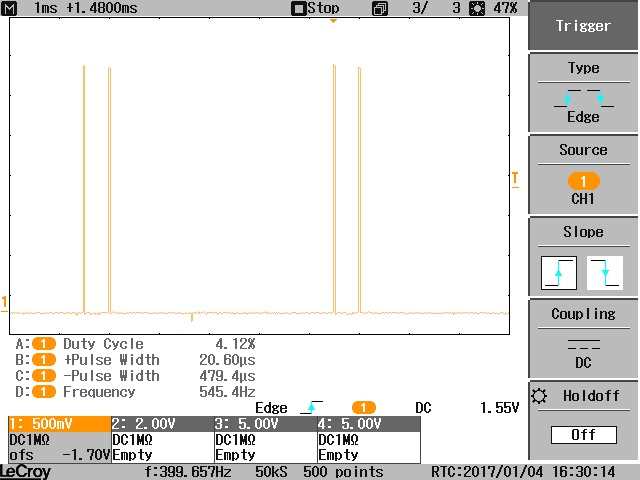 M 1ms +1.4800ms Stop 3/ 3 47%
Trigger
Type
Edge
Source
1
CH1
Slope
Coupling
DC
Holdoff
Off
T
1
A: 1 Duty Cycle 4.12%
B: 1 +Pulse Width 20.60µs
C: 1 -Pulse Width 479.4µs
D: 1 Frequency 545.4Hz
Edge 1 DC 1.55V
1: 500mV 2: 2.00V 3: 5.00V 4: 5.00V
DC1MΩ DC1MΩ DC1MΩ DC1MΩ
ofs -1.70V Empty Empty Empty
LeCroy f:399.657Hz 50kS 500 points RTC:2017/01/04 16:30:14